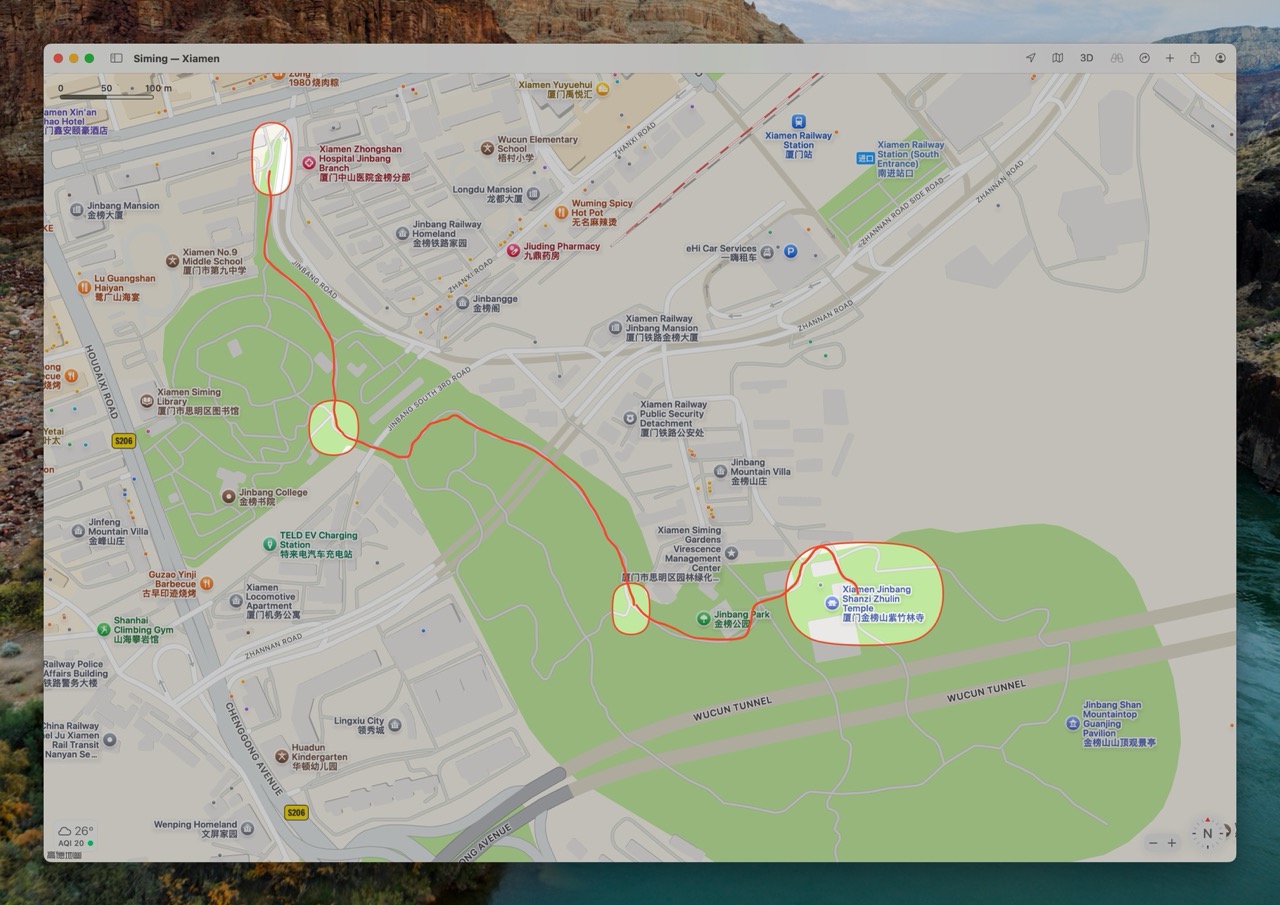 Siming — Xiamen
3D
0 50 100 m
1980 烧肉粽
Xiamen Yuyuehui
厦门禹悦汇
amen Xin'an
hao Hotel
门鑫安颐豪酒店
Xiamen Zhongshan
Hospital Jinbang
Branch
厦门中山医院金榜分部
Wucun Elementary
School
梧村小学
ZHANXI ROAD
Xiamen Railway
Station
厦门站
进口
Xiamen Railway
Station (South
Entrance)
南进站口
ZHANNAN ROAD
ZHANNAN ROAD SIDE ROAD
Longdu Mansion
龙都大厦
Wuming Spicy
Hot Pot
无名麻辣烫
Jinbang Mansion
金榜大厦
KE
Jinbang Railway
Homeland
金榜铁路家园
Jiuding Pharmacy
九鼎药房
eHi Car Services
一嗨租车
P
Xiamen No.9
Middle School
厦门市第九中学
JINBANG ROAD
ZHANXI ROAD
Lu Guangshan
Haiyan
鹭广山海宴
Jinbangge
金榜阁
Xiamen Railway
Jinbang Mansion
厦门铁路金榜大厦
ZHANNAN ROAD
HOUDAIXI ROAD
ong
cue
烧烤
JINBANG SOUTH 3RD ROAD
Xiamen Siming
Library
厦门市思明区图书馆
Xiamen Railway
Public Security
Detachment
厦门铁路公安处
Yetai
叶太
S206
on
Jinbang
Mountain Villa
金榜山庄
Jinbang College
金榜书院
Jinfeng
Mountain Villa
金峰山庄
TELD EV Charging
Station
特来电汽车充电站
Xiamen Siming
Gardens
Virescence
Management
Center
厦门市思明区园林绿化...
Guzao Yinji
Barbecue
古早印迹烧烤
Xiamen
Locomotive
Apartment
厦门机务公寓
Jinbang Park
金榜公园
Xiamen Jinbang
Shanzi Zhulin
Temple
厦门金榜山紫竹林寺
Shanhai
Climbing Gym
山海攀岩馆
ZHANNAN ROAD
Railway Police
Affairs Building
铁路警务大楼
WUCUN TUNNEL
WUCUN TUNNEL
CHENGGONG AVENUE
Lingxiu City
领秀城
Jinbang Shan
Mountaintop
Guanjing
Pavilion
金榜山山顶观景亭
China Railway
el Ju Xiamen
Rail Transit
Nanyan Se...
Huadun
Kindergarten
华顿幼儿园
S206
Wenping Homeland
文屏家园
ONG AVENUE
26°
AQI 20
高德地图
N